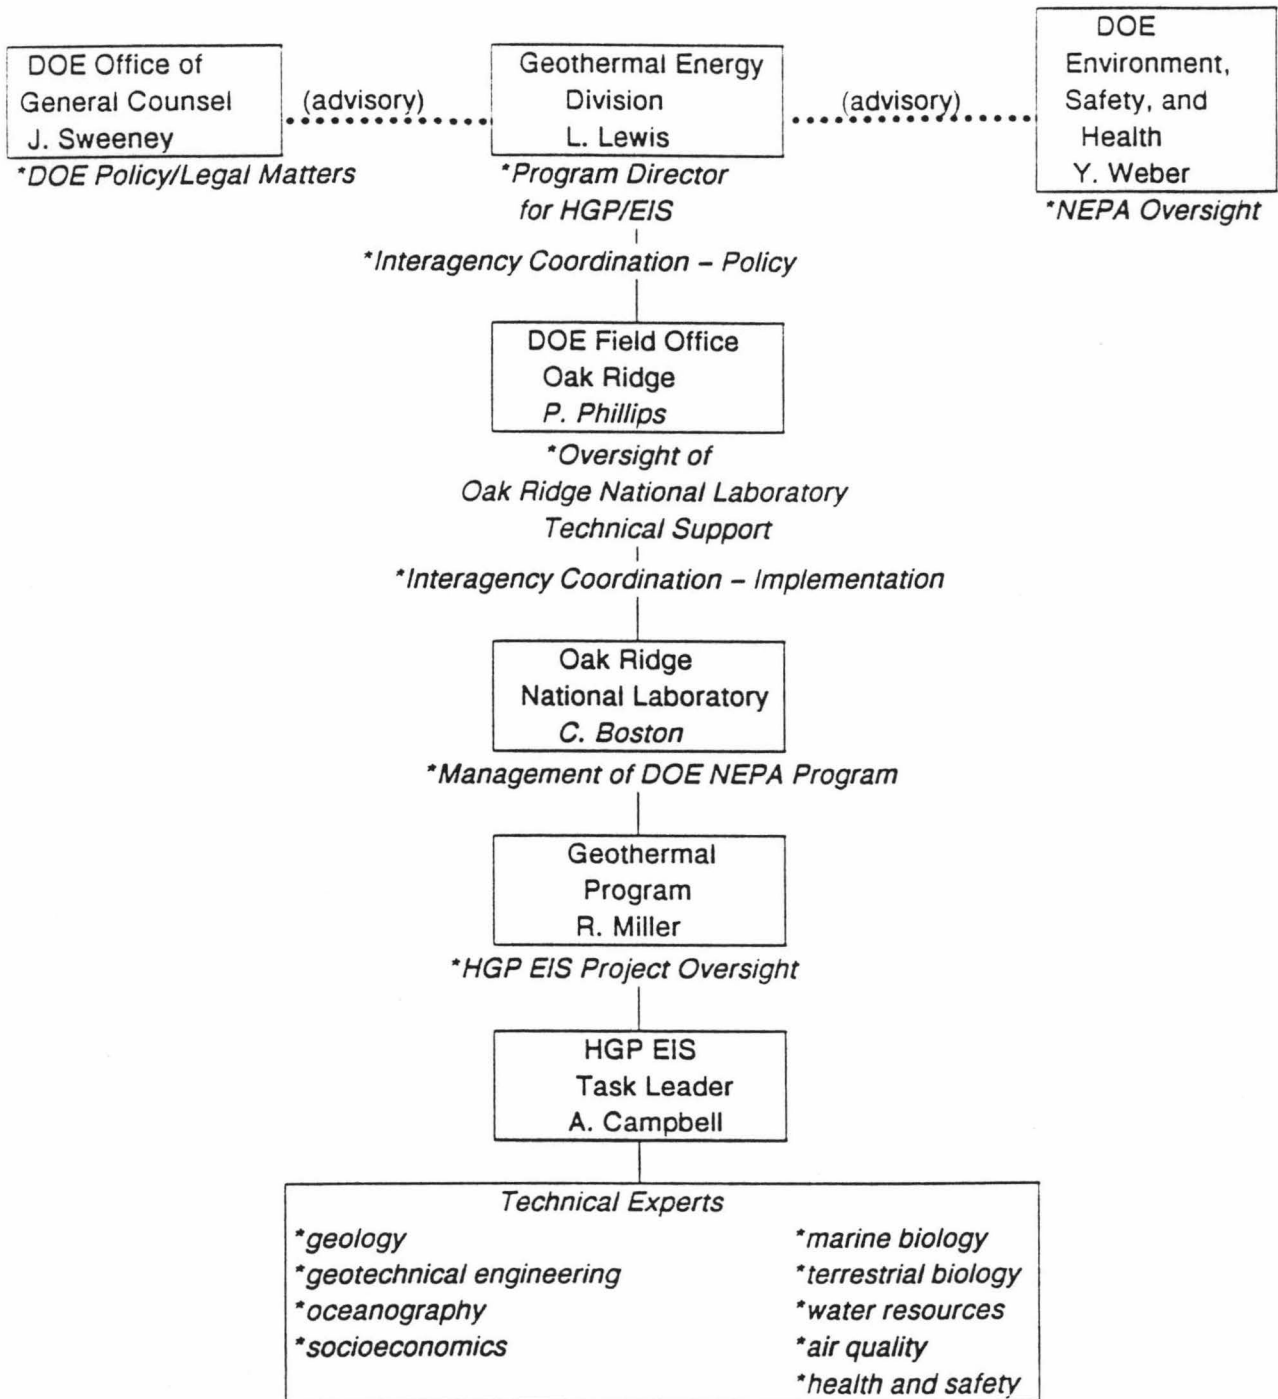 DOE Office of
General Counsel
J. Sweeney
*DOE Policy/Legal Matters
(advisory)
Geothermal Energy
Division
L. Lewis
*Program Director
for HGP/EIS
(advisory)
DOE
Environment,
Safety, and
Health
Y. Weber
*NEPA Oversight
*Interagency Coordination – Policy
DOE Field Office
Oak Ridge
P. Phillips
*Oversight of
Oak Ridge National Laboratory
Technical Support
*Interagency Coordination – Implementation
Oak Ridge
National Laboratory
C. Boston
*Management of DOE NEPA Program
Geothermal
Program
R. Miller
*HGP EIS Project Oversight
HGP EIS
Task Leader
A. Campbell
Technical Experts
*geology
*geotechnical engineering
*oceanography
*socioeconomics
*marine biology
*terrestrial biology
*water resources
*air quality
*health and safety